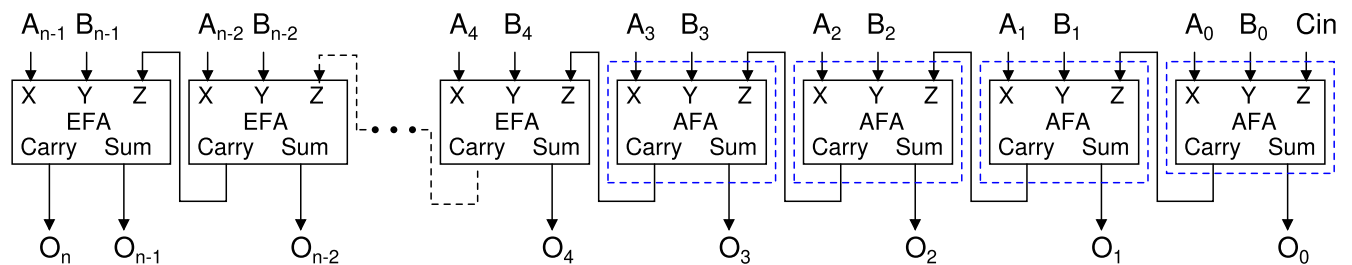 An-1 Bn-1 An-2 Bn-2 A4 B4 A3 B3 A2 B2 A1 B1 A0 B0 Cin
X Y Z X Y Z X Y Z X Y Z X Y Z X Y Z X Y Z
EFA EFA • • • EFA AFA AFA AFA AFA
Carry Sum Carry Sum Carry Sum Carry Sum Carry Sum Carry Sum Carry Sum
On On-1 On-2 O4 O3 O2 O1 O0